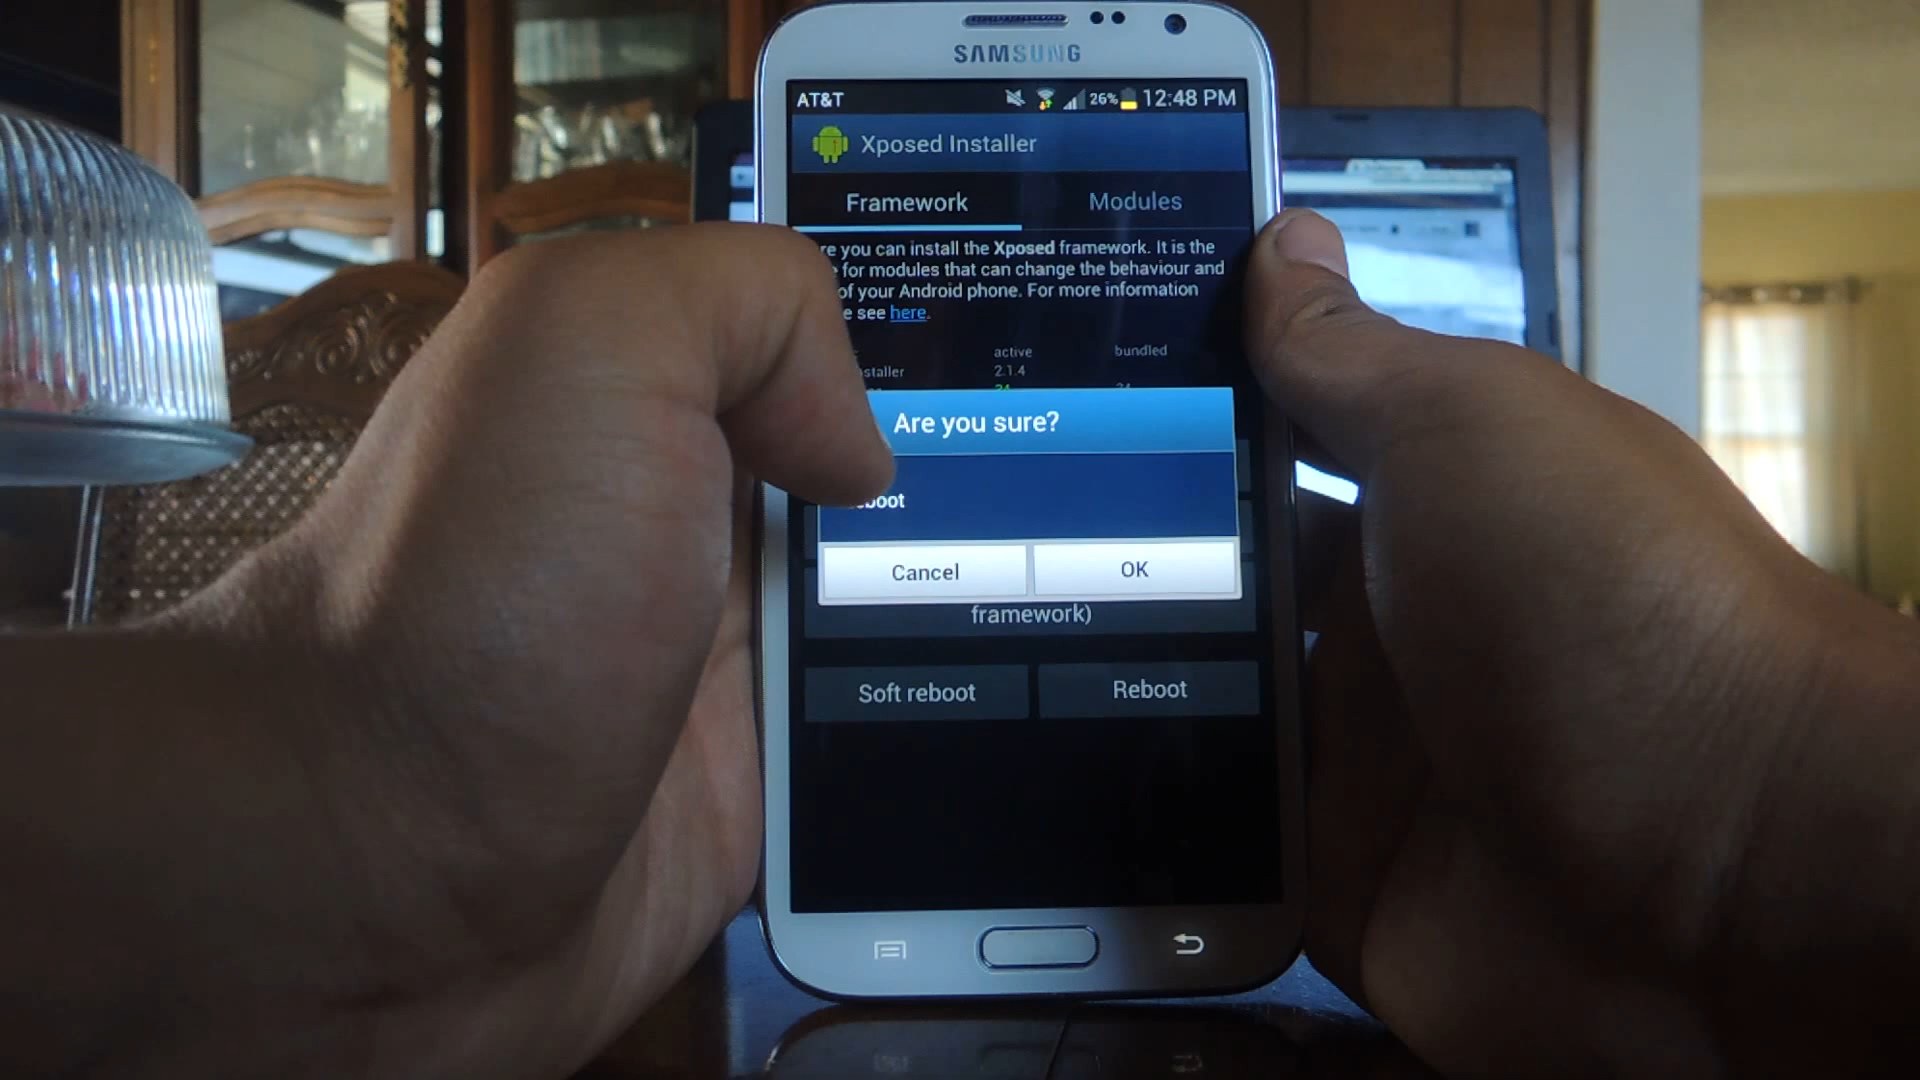 SAMSUNG
AT&T 26% 12:48 PM
Xposed Installer
Framework Modules
re you can install the Xposed framework. It is the
for modules that can change the behaviour and
of your Android phone. For more information
e see here.
active bundled
nstaller 2.1.4
Are you sure?
eboot
Cancel OK
framework)
Soft reboot Reboot